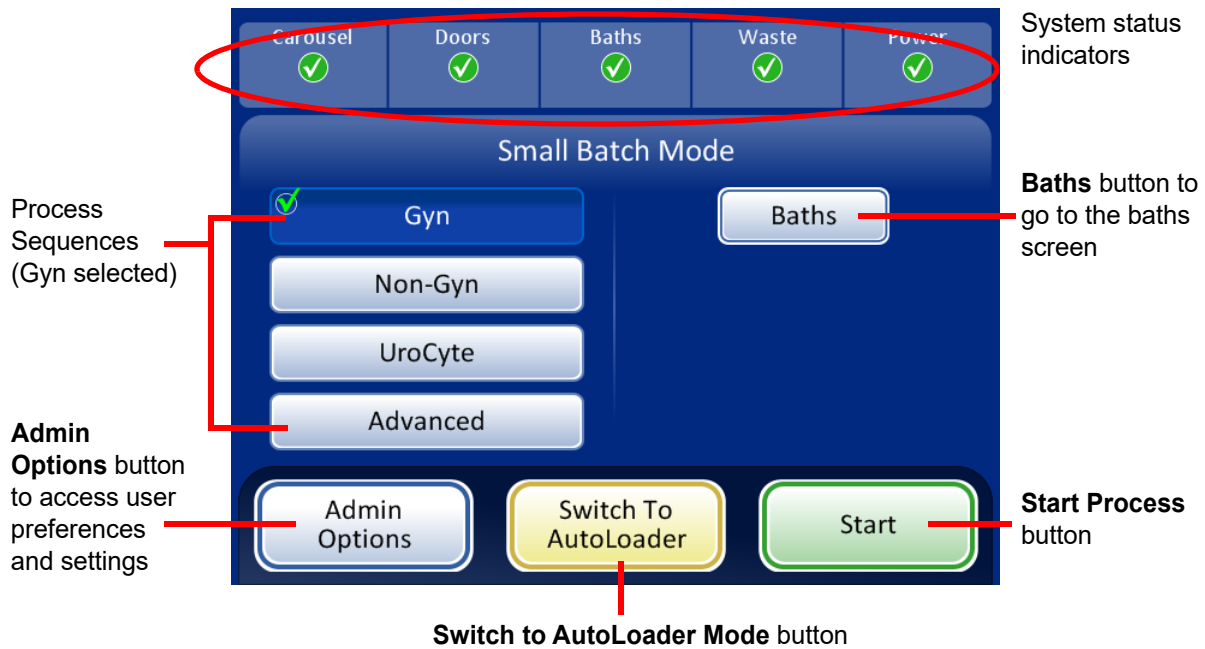 Carousel
Doors
Baths
Waste
Power
System status
indicators
Small Batch Mode
Process
Sequences
(Gyn selected)
Gyn
Non-Gyn
UroCyte
Advanced
Baths
Baths button to
go to the baths
screen
Admin
Options button
to access user
preferences
and settings
Admin
Options
Switch To
AutoLoader
Start
Start Process
button
Switch to AutoLoader Mode button